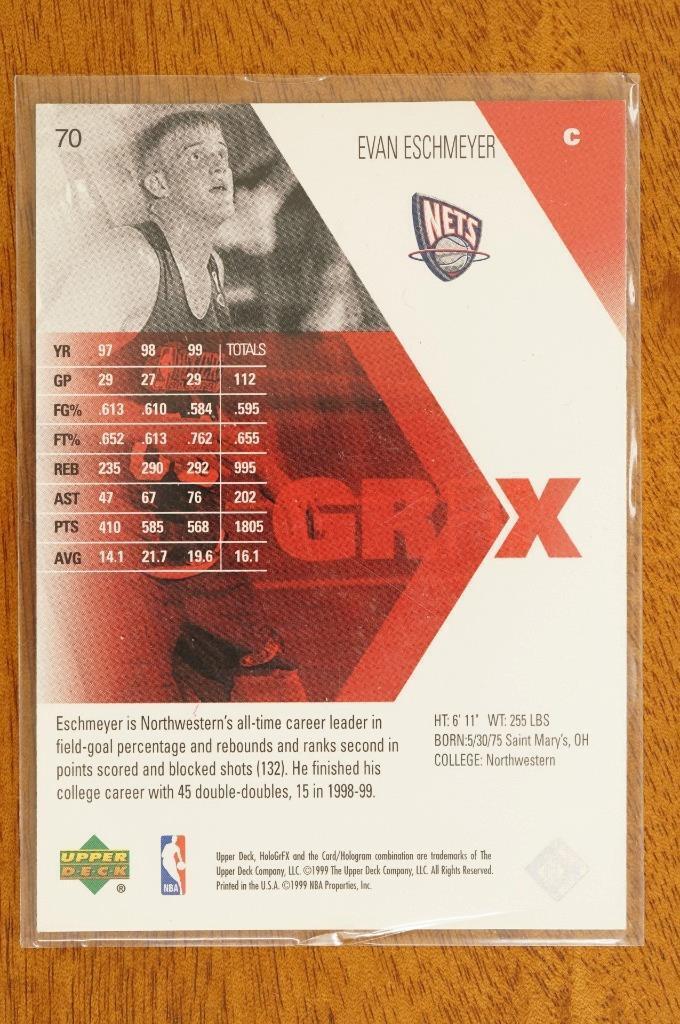 70
EVAN ESCHMEYER
C
NETS
YR 97 98 99 TOTALS
GP 29 27 29 112
FG% .613 .610 .584 .595
FT% .652 .613 .762 .655
REB 235 290 292 995
AST 47 67 76 202
PTS 410 585 568 1805
AVG 14.1 21.7 19.6 16.1
GRFX
Eschmeyer is Northwestern's all-time career leader in
field-goal percentage and rebounds and ranks second in
points scored and blocked shots (132). He finished his
college career with 45 double-doubles, 15 in 1998-99.
HT: 6' 11" WT: 255 LBS
BORN:5/30/75 Saint Mary's, OH
COLLEGE: Northwestern
UPPER
DECK
®
NBA
Upper Deck, HoloGrFX and the Card/Hologram combination are trademarks of The
Upper Deck Company, LLC. ©1999 The Upper Deck Company, LLC. All Rights Reserved.
Printed in the U.S.A. ©1999 NBA Properties, Inc.